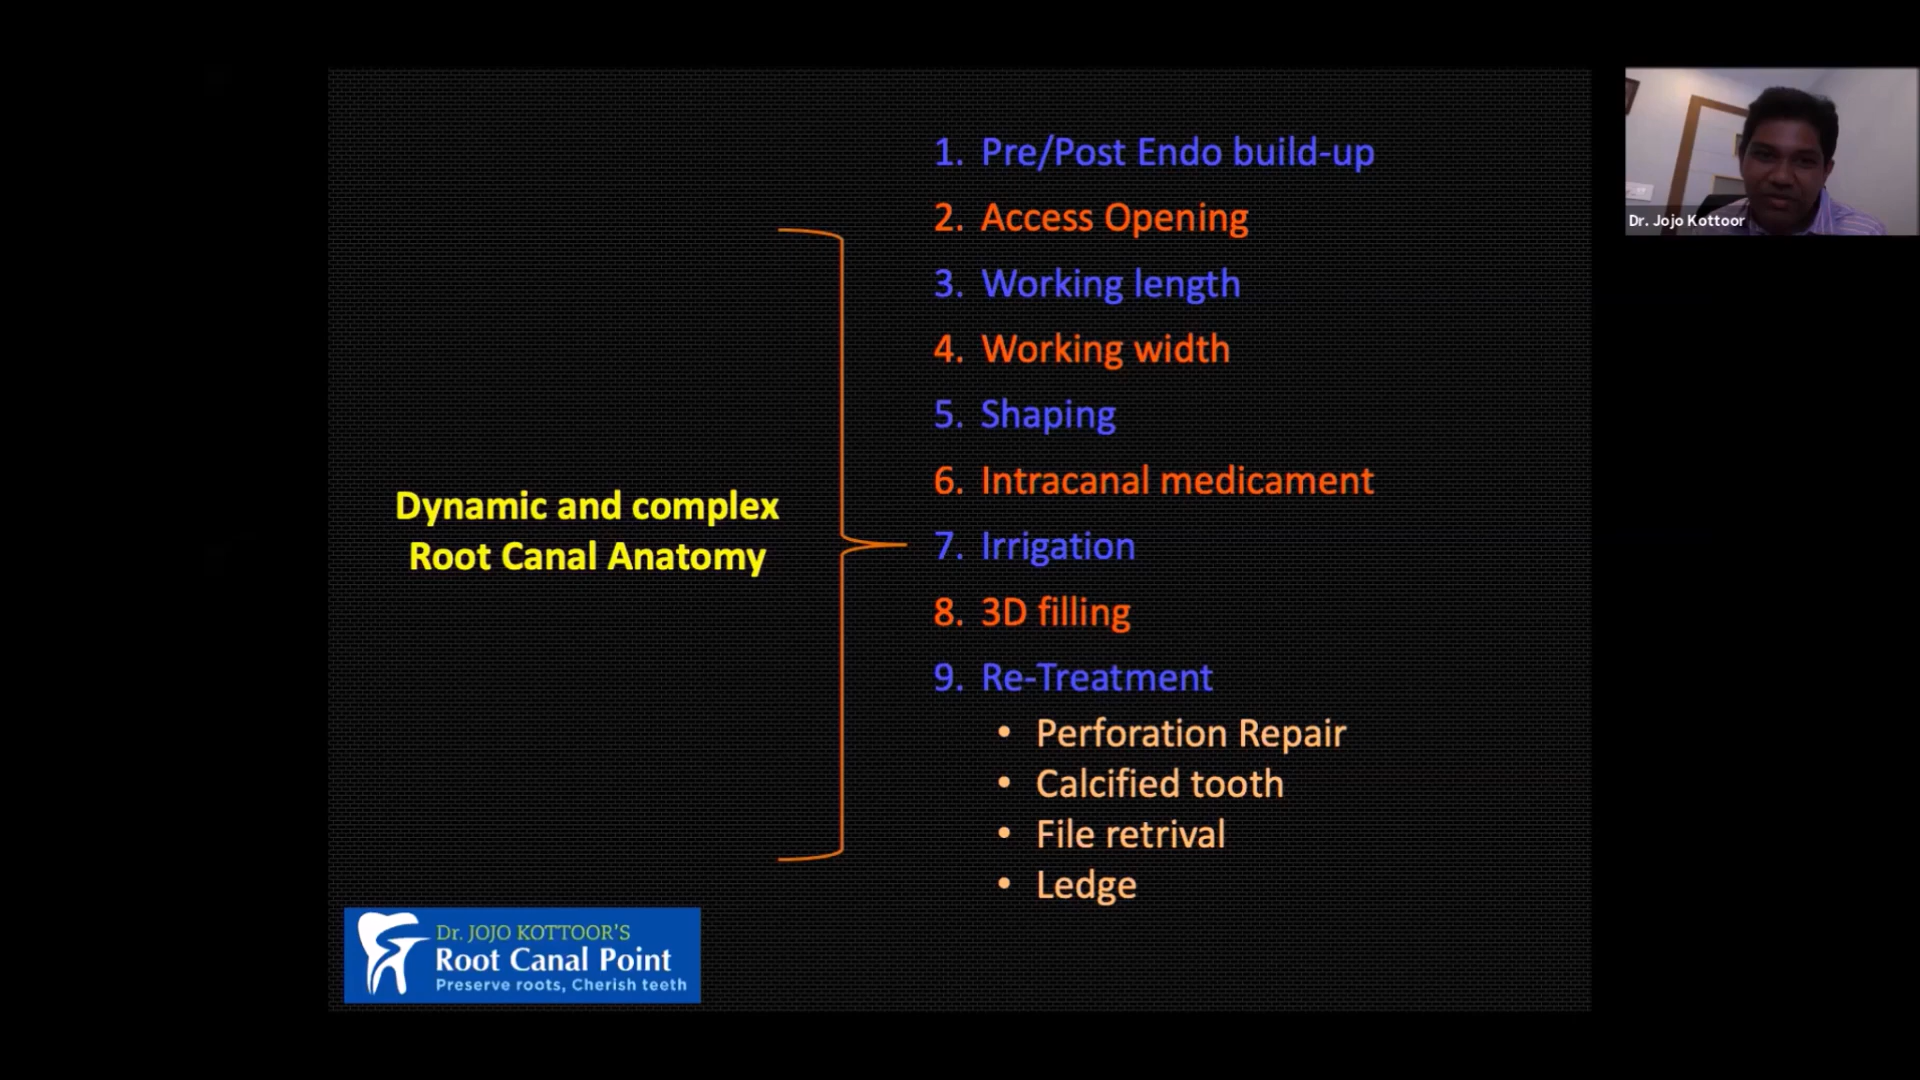 1. Pre/Post Endo build-up
2. Access Opening
3. Working length
4. Working width
5. Shaping
6. Intracanal medicament
7. Irrigation
8. 3D filling
9. Re-Treatment
• Perforation Repair
• Calcified tooth
• File retrival
• Ledge
Dynamic and complex
Root Canal Anatomy
Dr. JOJO KOTTOOR'S
Root Canal Point
Preserve roots, Cherish teeth
Dr. Jojo Kottoor